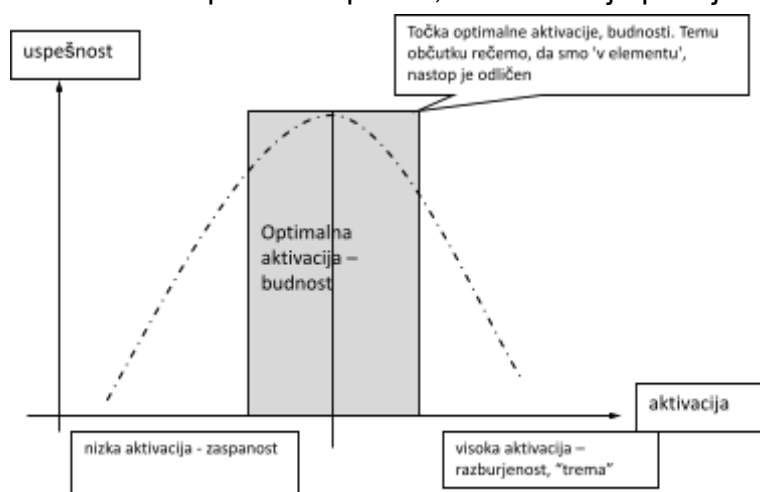 uspešnost
Točka optimalne aktivacije, budnosti. Temu
občutku rečemo, da smo 'v elementu',
nastop je odličen
Optimalna
aktivacija –
budnost
aktivacija
nizka aktivacija - zaspanost
visoka aktivacija –
razburjenost, "trema"